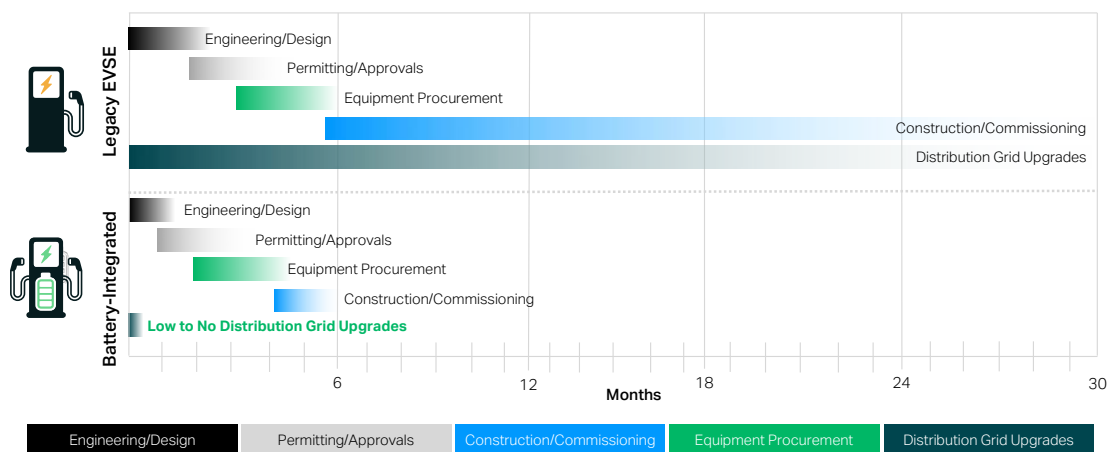 Legacy EVSE
Engineering/Design
Permitting/Approvals
Equipment Procurement
Construction/Commissioning
Distribution Grid Upgrades
Battery-Integrated
Engineering/Design
Permitting/Approvals
Equipment Procurement
Construction/Commissioning
Low to No Distribution Grid Upgrades
6 12 18 24 30
Months
Engineering/Design Permitting/Approvals Construction/Commissioning Equipment Procurement Distribution Grid Upgrades